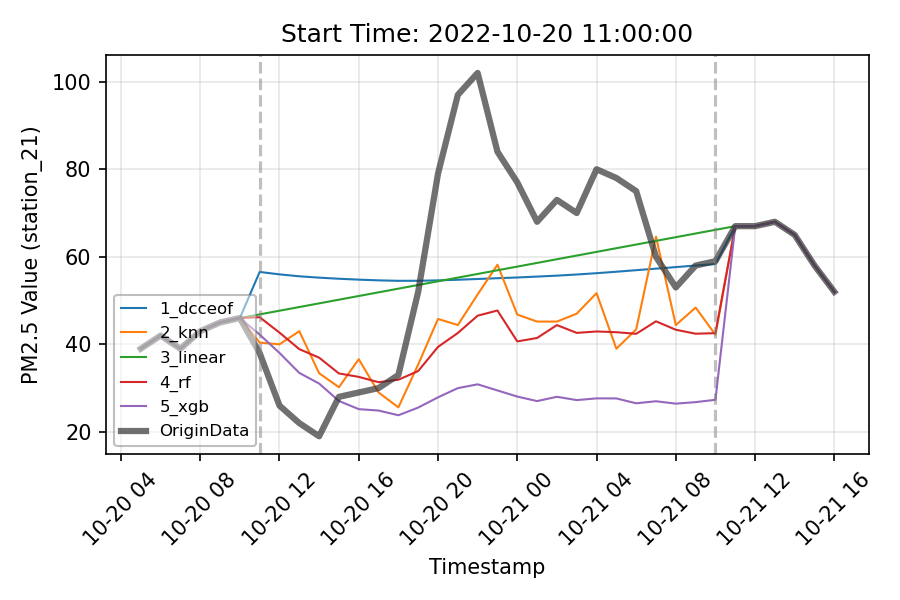 Start Time: 2022-10-20 11:00:00
PM2.5 Value (station_21)
100
80
60
40
20
1_dcceof
2_knn
3_linear
4_rf
5_xgb
OriginData
10-20 04
10-20 08
10-20 12
10-20 16
10-20 20
10-21 00
10-21 04
10-21 08
10-21 12
10-21 16
Timestamp